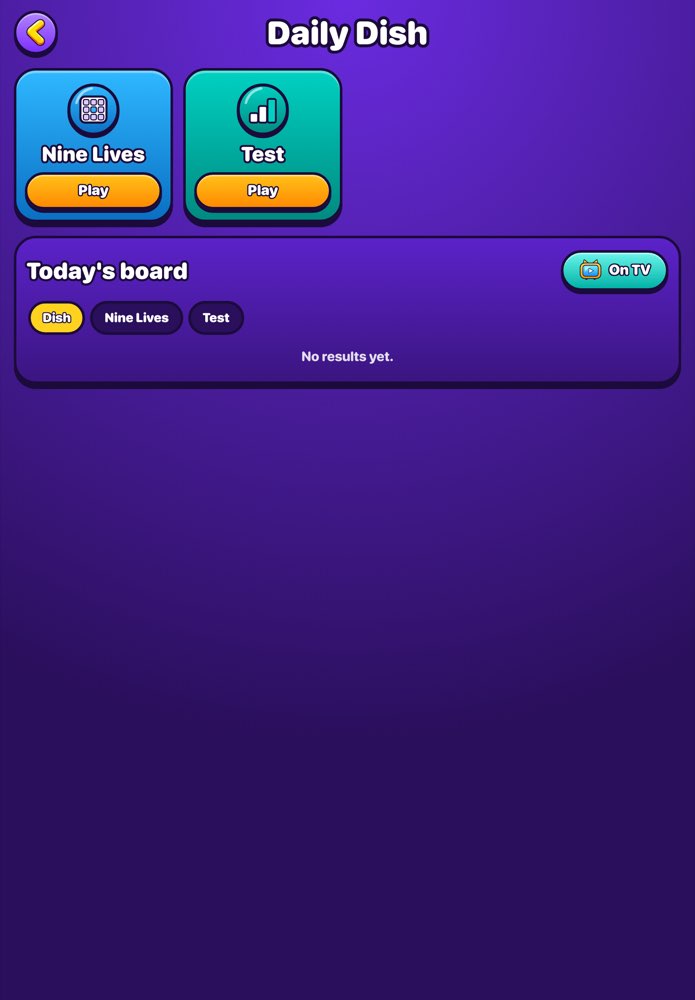 Daily Dish
Nine Lives
Play
Test
Play
Today's board
On TV
Dish
Nine Lives
Test
No results yet.